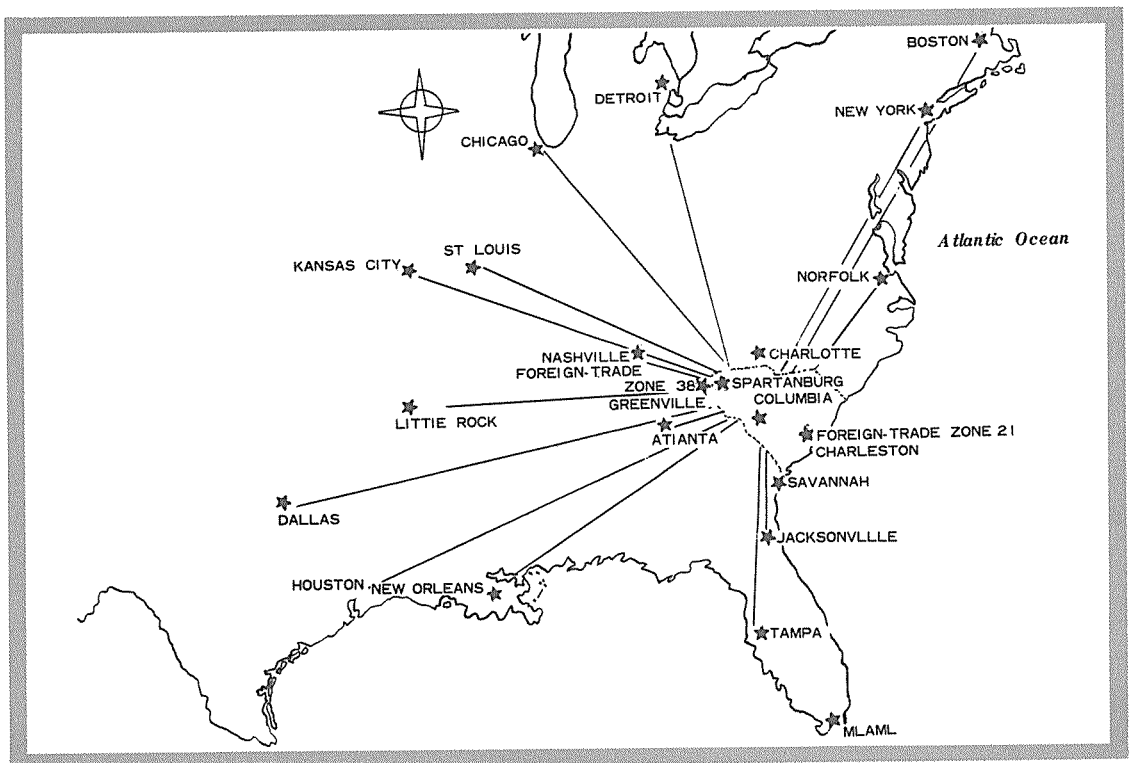 BOSTON
DETROIT
NEW YORK
CHICAGO
Atlantic Ocean
ST LOUIS
KANSAS CITY
NORFOLK
NASHVILLE
CHARLOTTE
FOREIGN-TRADE
ZONE 38
SPARTANBURG
GREENVILLE
COLUMBIA
LITTIE ROCK
ATIANTA
FOREIGN-TRADE ZONE 21
CHARLESTON
SAVANNAH
DALLAS
JACKSONVLLLE
HOUSTON
NEW ORLEANS
TAMPA
MLAML